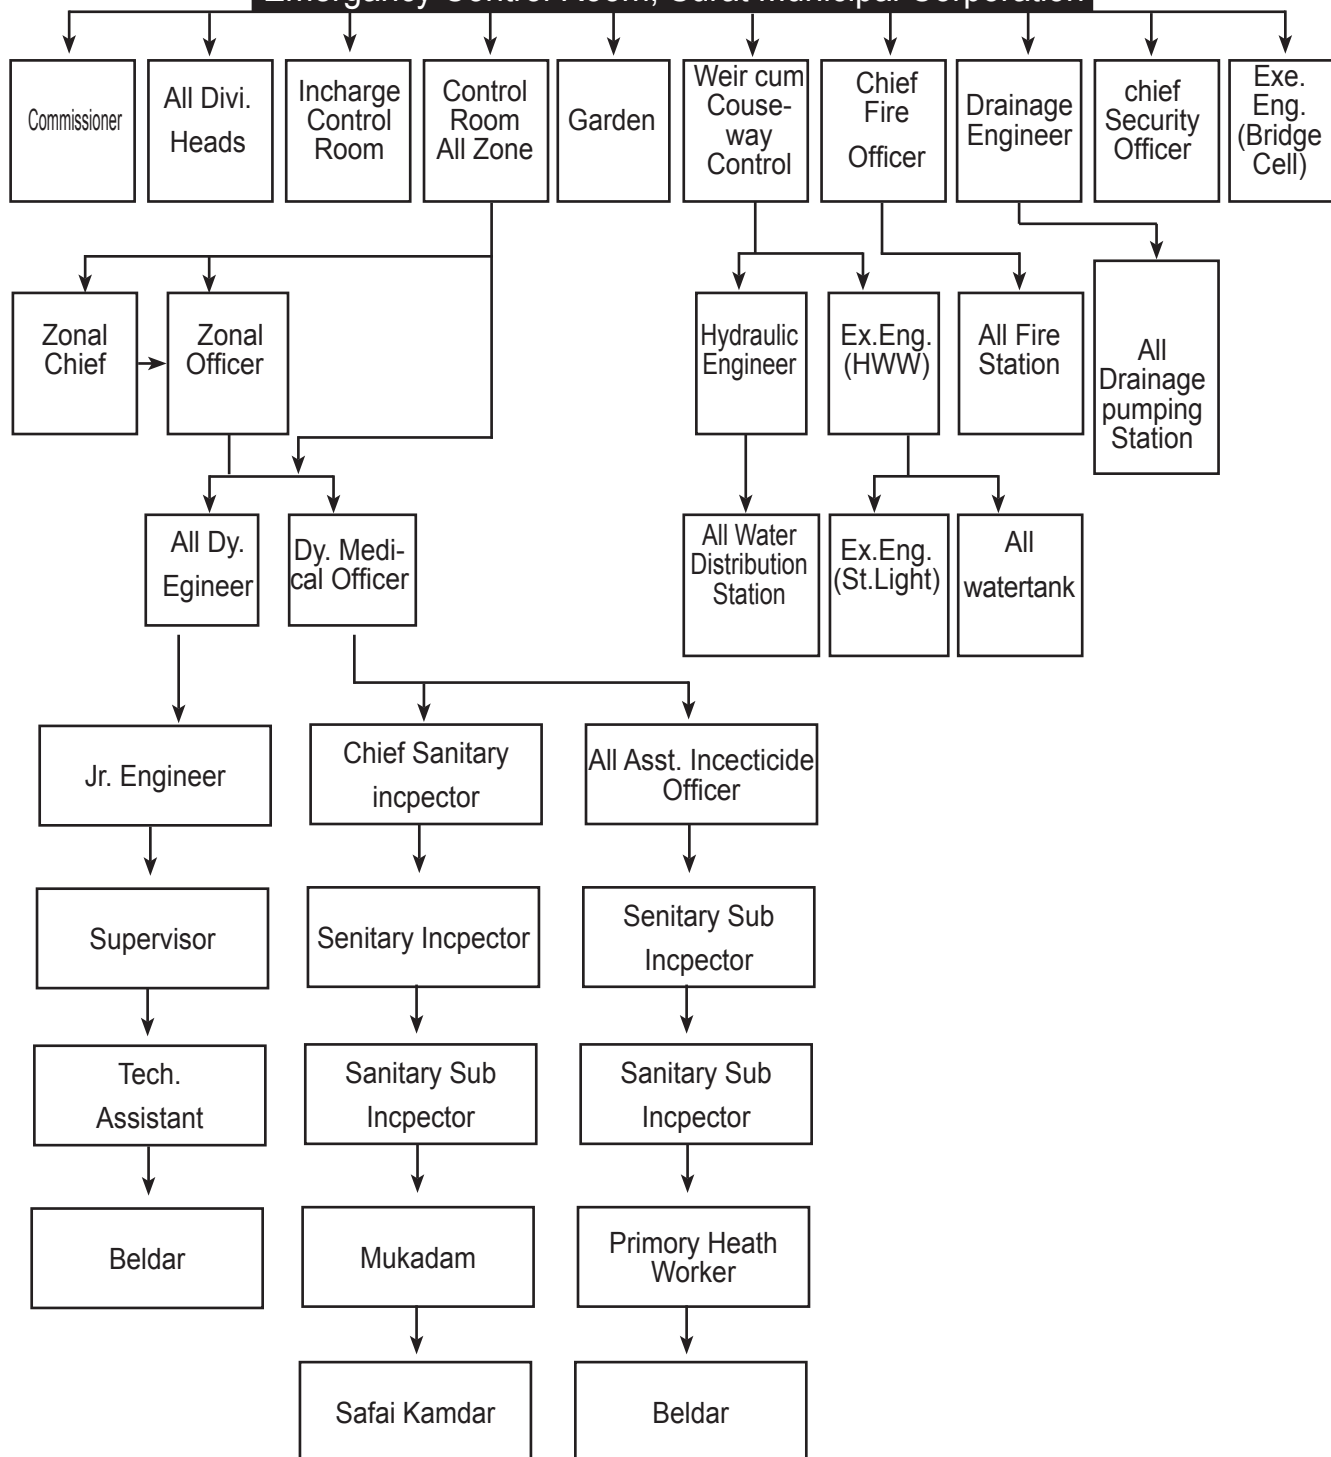 Emergancy Control Room, Surat Municipal Corporation
Commissioner
All Divi.
Heads
Incharge
Control
Room
Control
Room
All Zone
Garden
Weir cum
Couse-
way
Control
Chief
Fire
Officer
Drainage
Engineer
chief
Security
Officer
Exe.
Eng.
(Bridge
Cell)
Zonal
Chief
Zonal
Officer
Hydraulic
Engineer
Ex.Eng.
(HWW)
All Fire
Station
All
Drainage
pumping
Station
All Dy.
Egineer
Dy. Medi-
cal Officer
All Water
Distribution
Station
Ex.Eng.
(St.Light)
All
watertank
Jr. Engineer
Chief Sanitary
incpector
All Asst. Incecticide
Officer
Supervisor
Senitary Incpector
Senitary Sub
Incpector
Tech.
Assistant
Sanitary Sub
Incpector
Sanitary Sub
Incpector
Beldar
Mukadam
Primory Heath
Worker
Safai Kamdar
Beldar